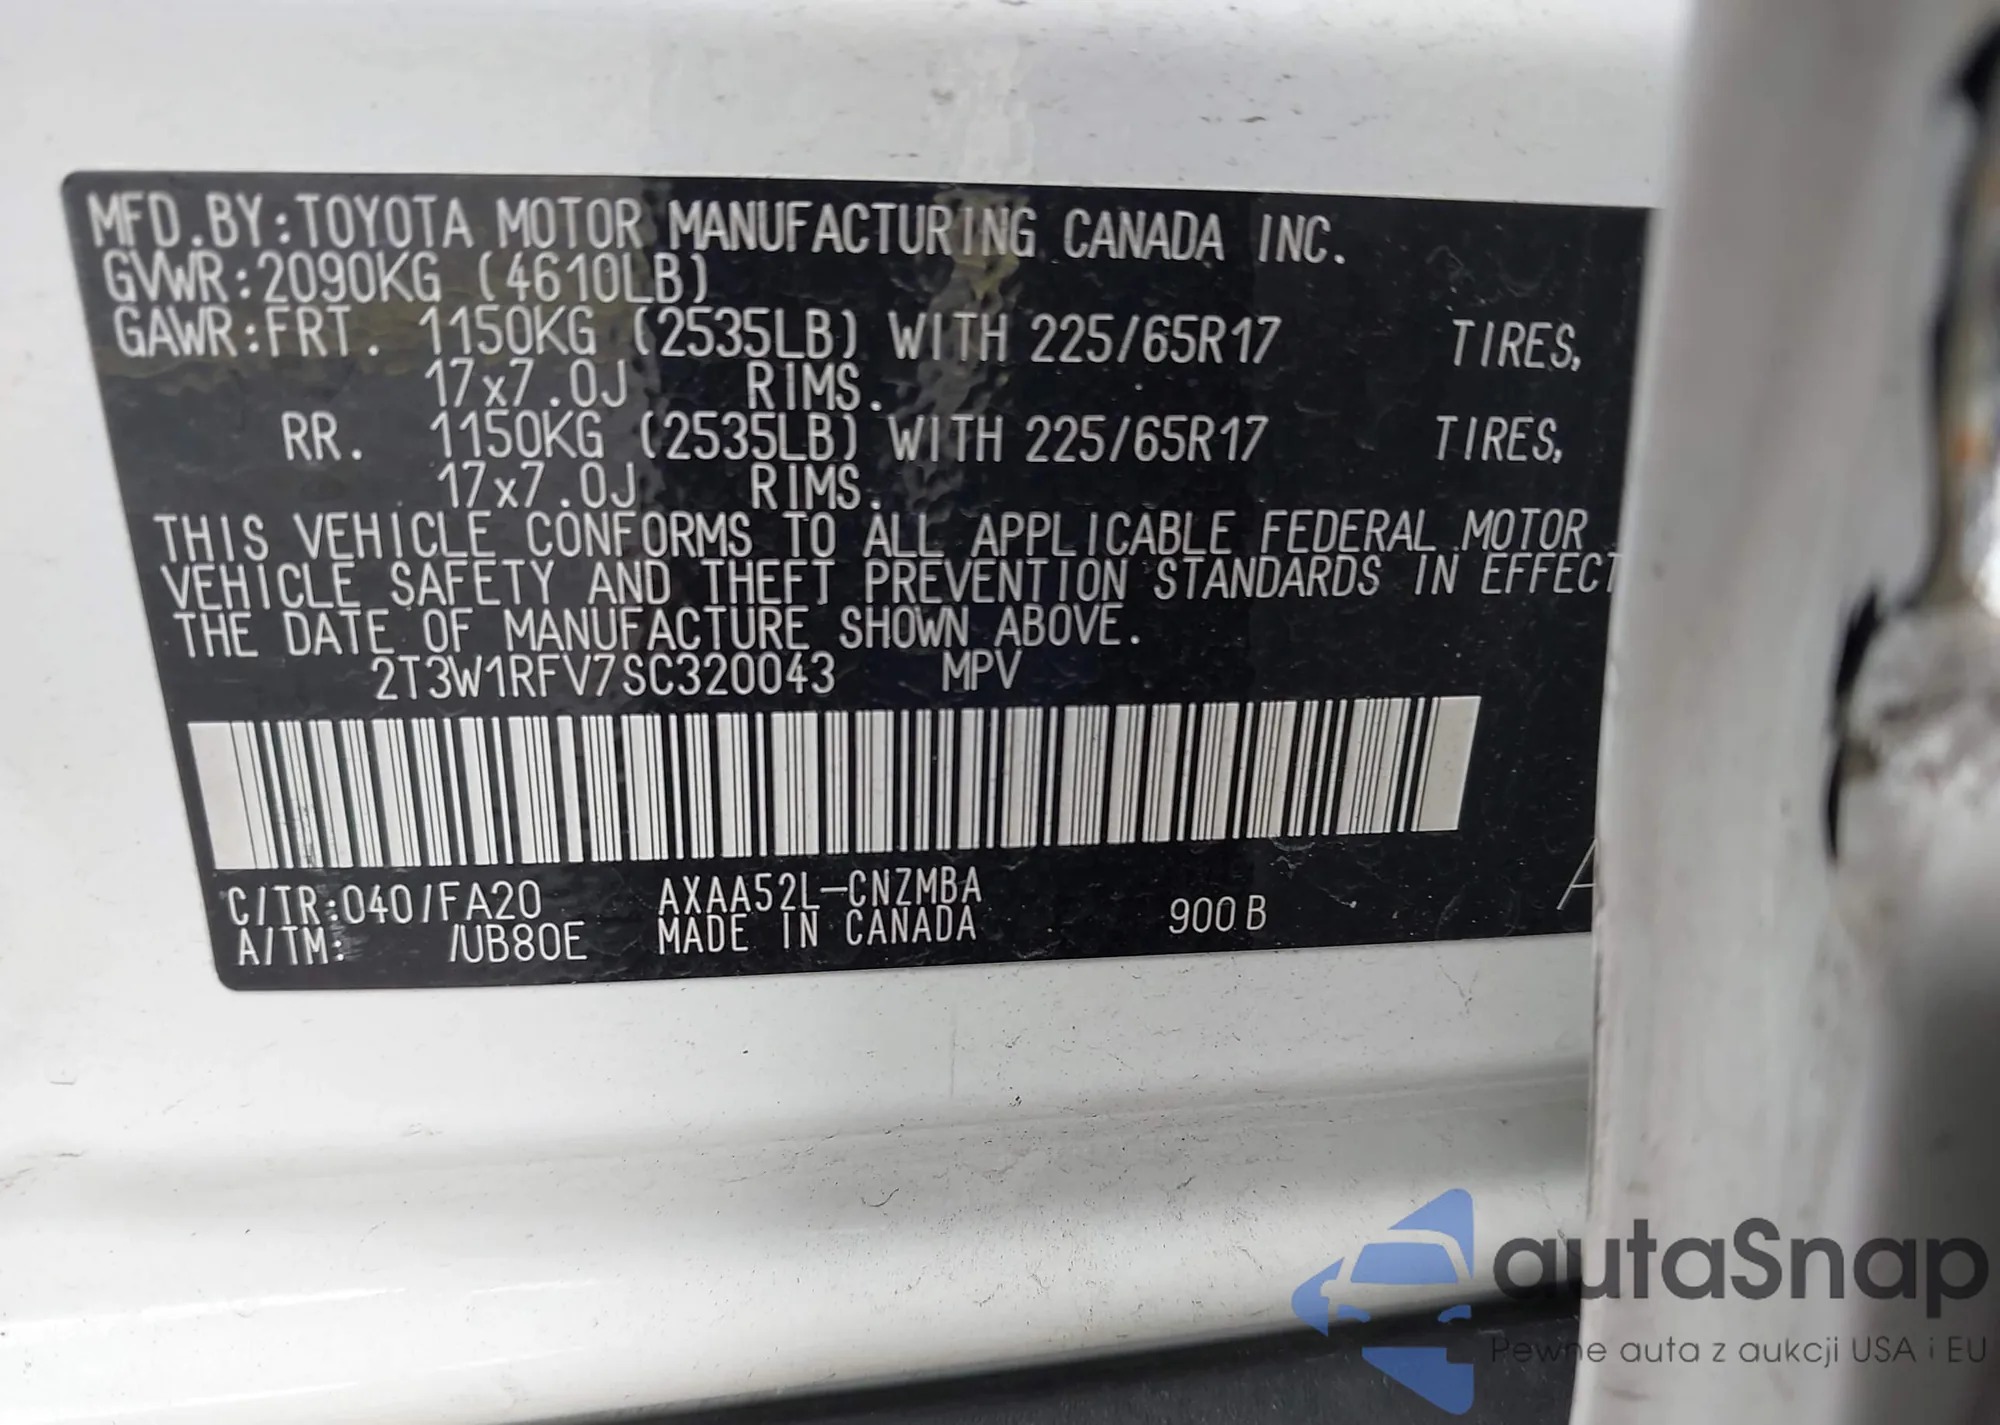 MFD.BY:TOYOTA MOTOR MANUFACTURING CANADA INC.
GVWR:2090KG (4610LB)
GAWR:FRT. 1150KG (2535LB) WITH 225/65R17 TIRES,
17x7.0J RIMS.
RR. 1150KG (2535LB) WITH 225/65R17 TIRES,
17x7.0J RIMS.
THIS VEHICLE CONFORMS TO ALL APPLICABLE FEDERAL MOTOR
VEHICLE SAFETY AND THEFT PREVENTION STANDARDS IN EFFECT
THE DATE OF MANUFACTURE SHOWN ABOVE.
2T3W1RFV7SC320043 MPV
C/TR:040/FA20 AXAA52L-CNZMBA
A/TM: /UB80E MADE IN CANADA 900B
A
autaSnap
Pewne auta z aukcji USA i EU